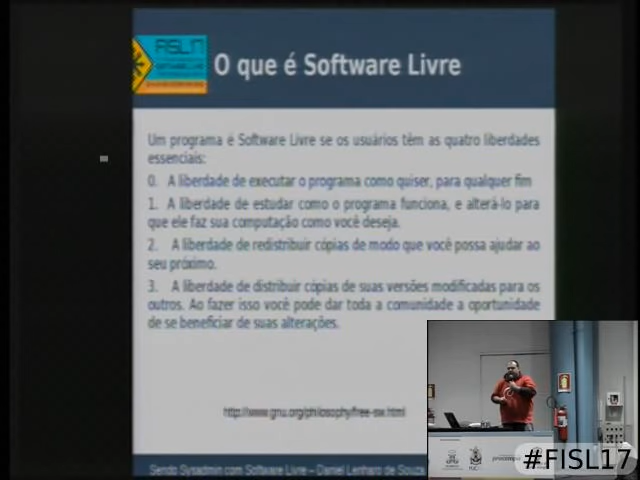 O que é Software Livre
Um programa é Software Livre se os usuários têm as quatro liberdades
essenciais:
0. A liberdade de executar o programa como quiser, para qualquer fim
1. A liberdade de estudar como o programa funciona, e alterá-lo para
que ele faz sua computação como você deseja.
2. A liberdade de redistribuir cópias de modo que você possa ajudar ao
seu próximo.
3. A liberdade de distribuir cópias de suas versões modificadas para os
outros. Ao fazer isso você pode dar toda a comunidade a oportunidade
de se beneficiar de suas alterações.
http://www.gnu.org/philosophy/free-sw.html
Sendo Sysadmin com Software Livre – Daniel Lenharo de Souza
#FISL17